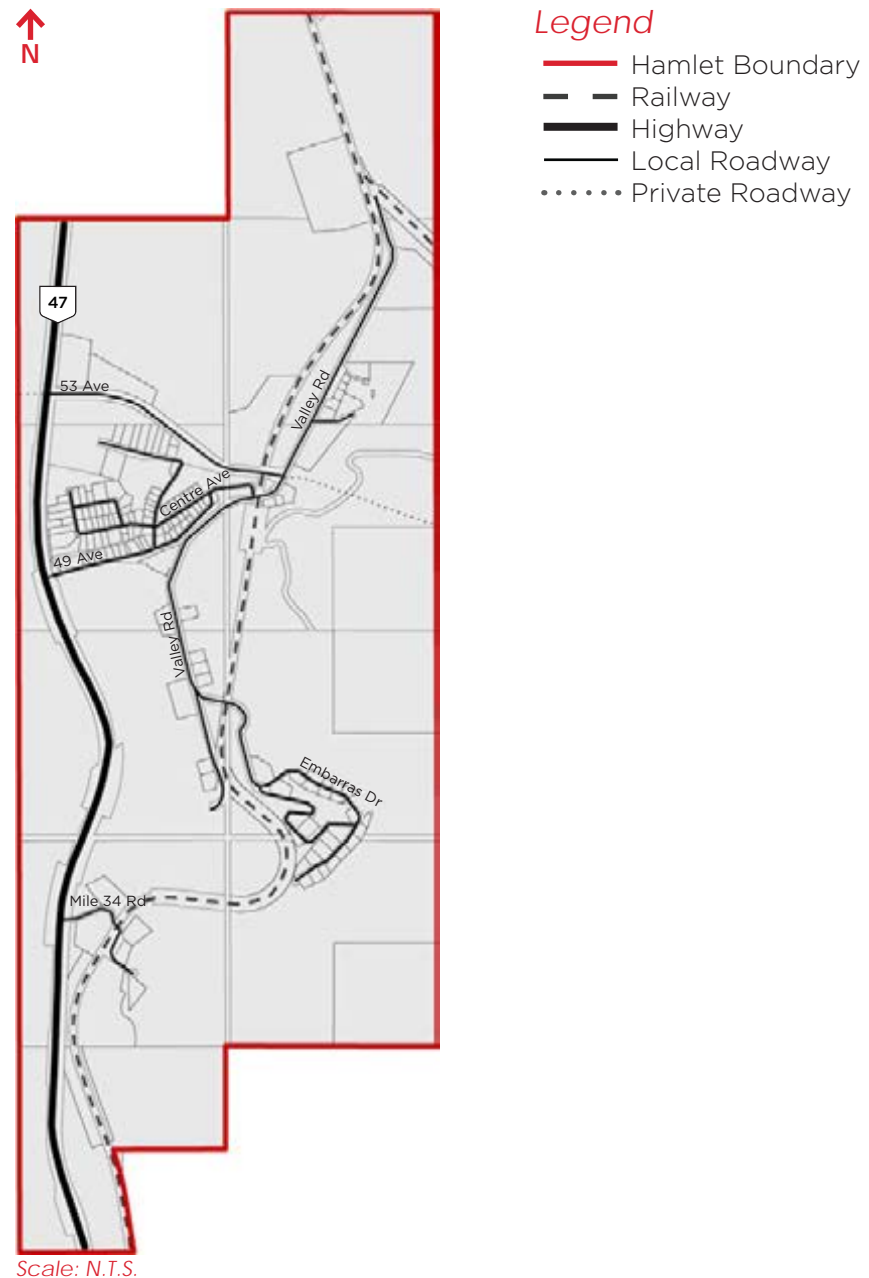 N
Legend
Hamlet Boundary
Railway
Highway
Local Roadway
Private Roadway
47
53 Ave
Valley Rd
Centre Ave
49 Ave
Valley Rd
Embarras Dr
Mile 34 Rd
Scale: N.T.S.